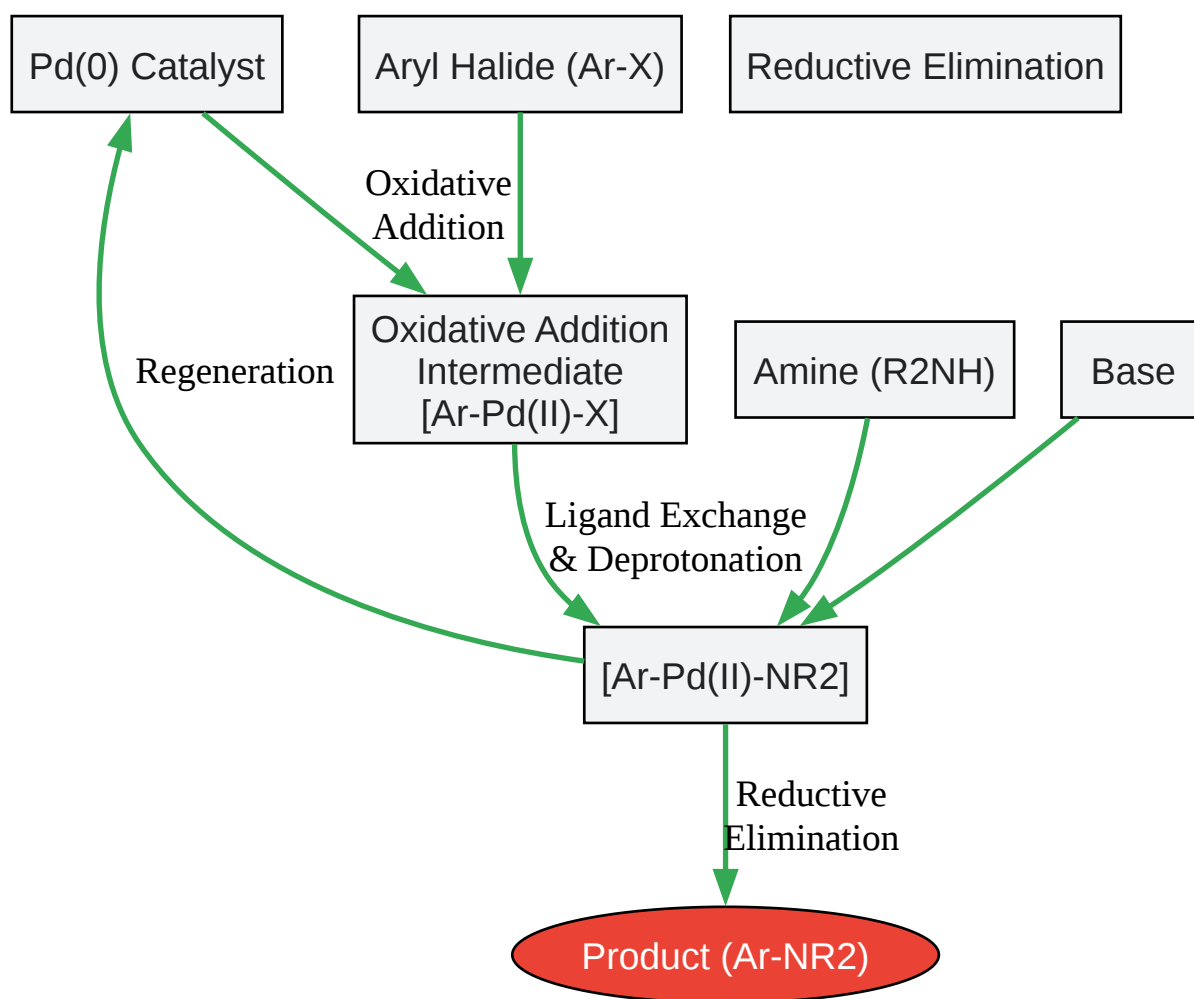 Pd(0) Catalyst
Aryl Halide (Ar-X)
Reductive Elimination
Oxidative
Addition
Oxidative Addition
Intermediate
[Ar-Pd(II)-X]
Regeneration
Amine (R2NH)
Base
Ligand Exchange
& Deprotonation
[Ar-Pd(II)-NR2]
Reductive
Elimination
Product (Ar-NR2)